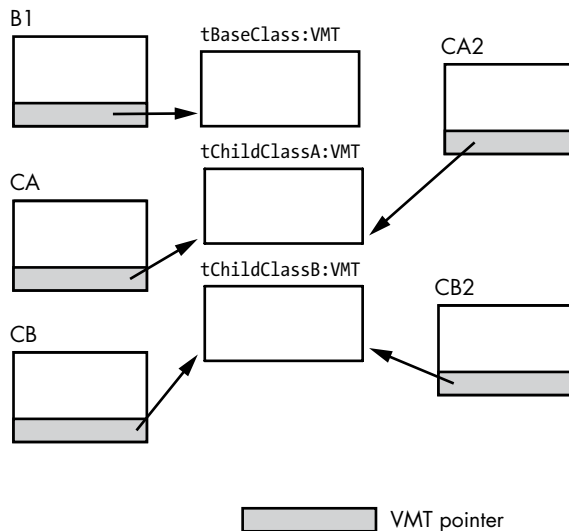 B1
tBaseClass:VMT
CA2
tChildClassA:VMT
CA
tChildClassB:VMT
CB2
CB
VMT pointer